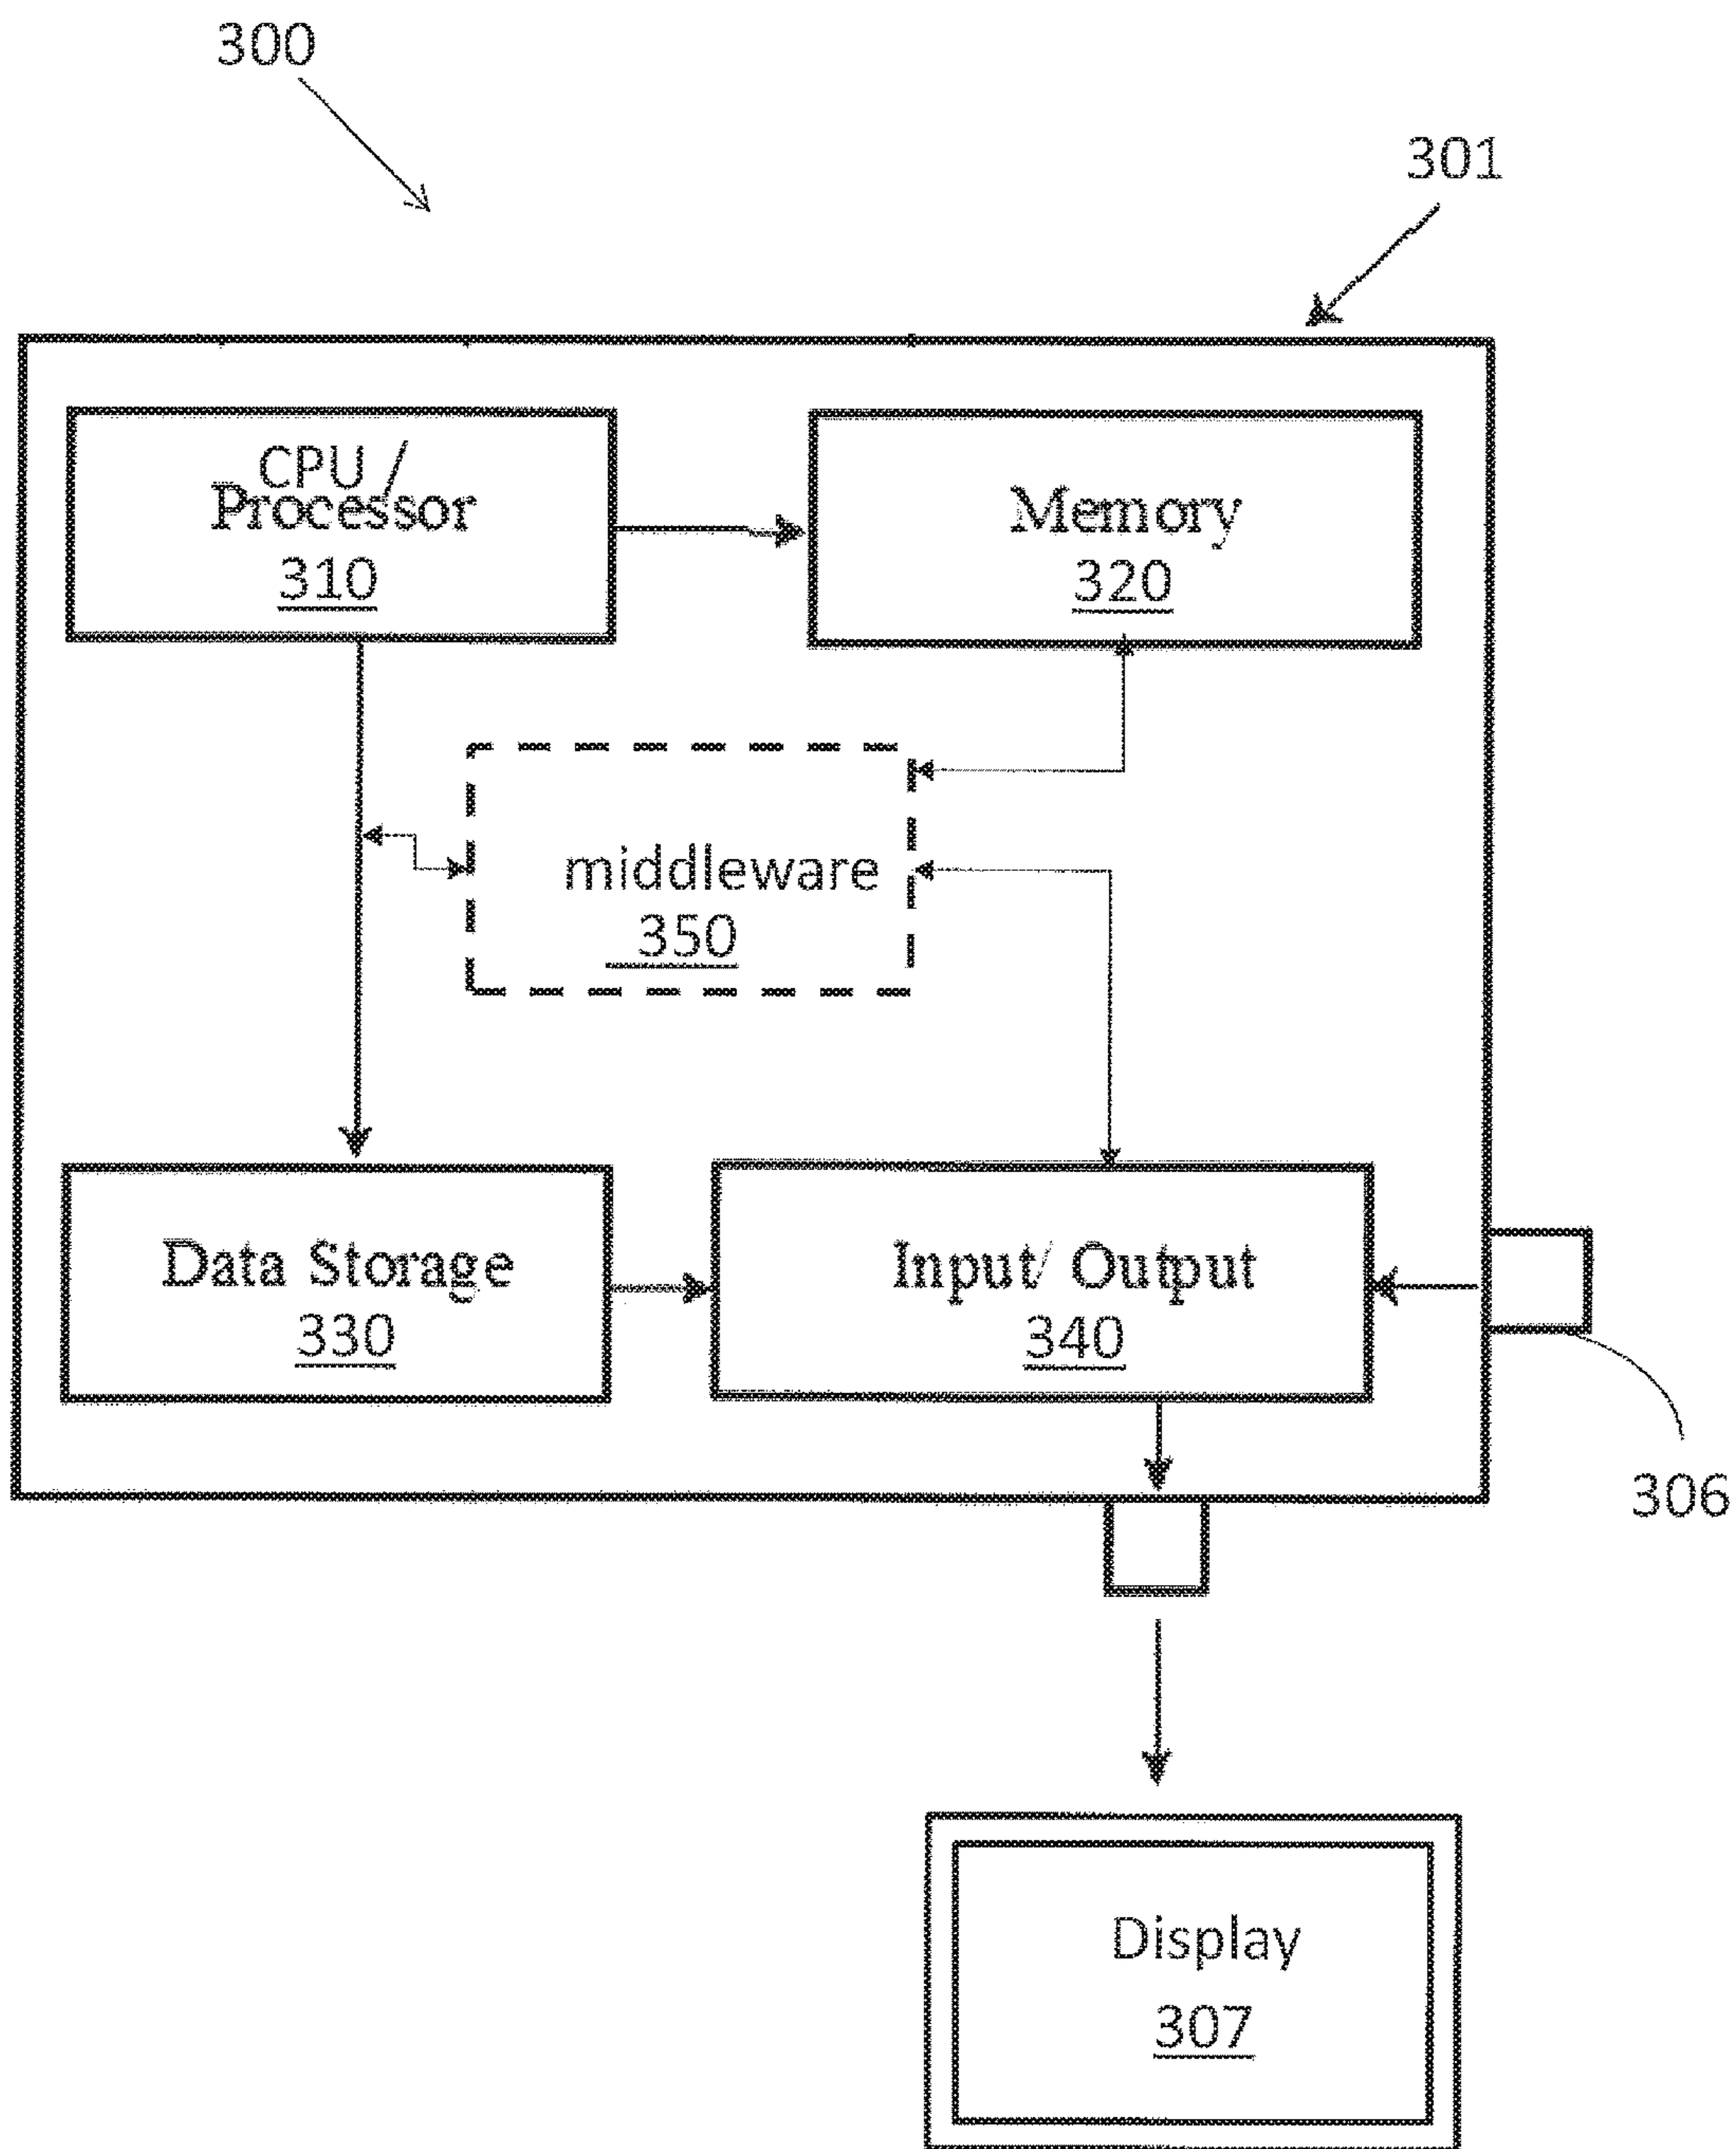 300
301
CPU /
Processor
310
Memory
320
middleware
350
Data Storage
330
Input/ Output
340
306
Display
307